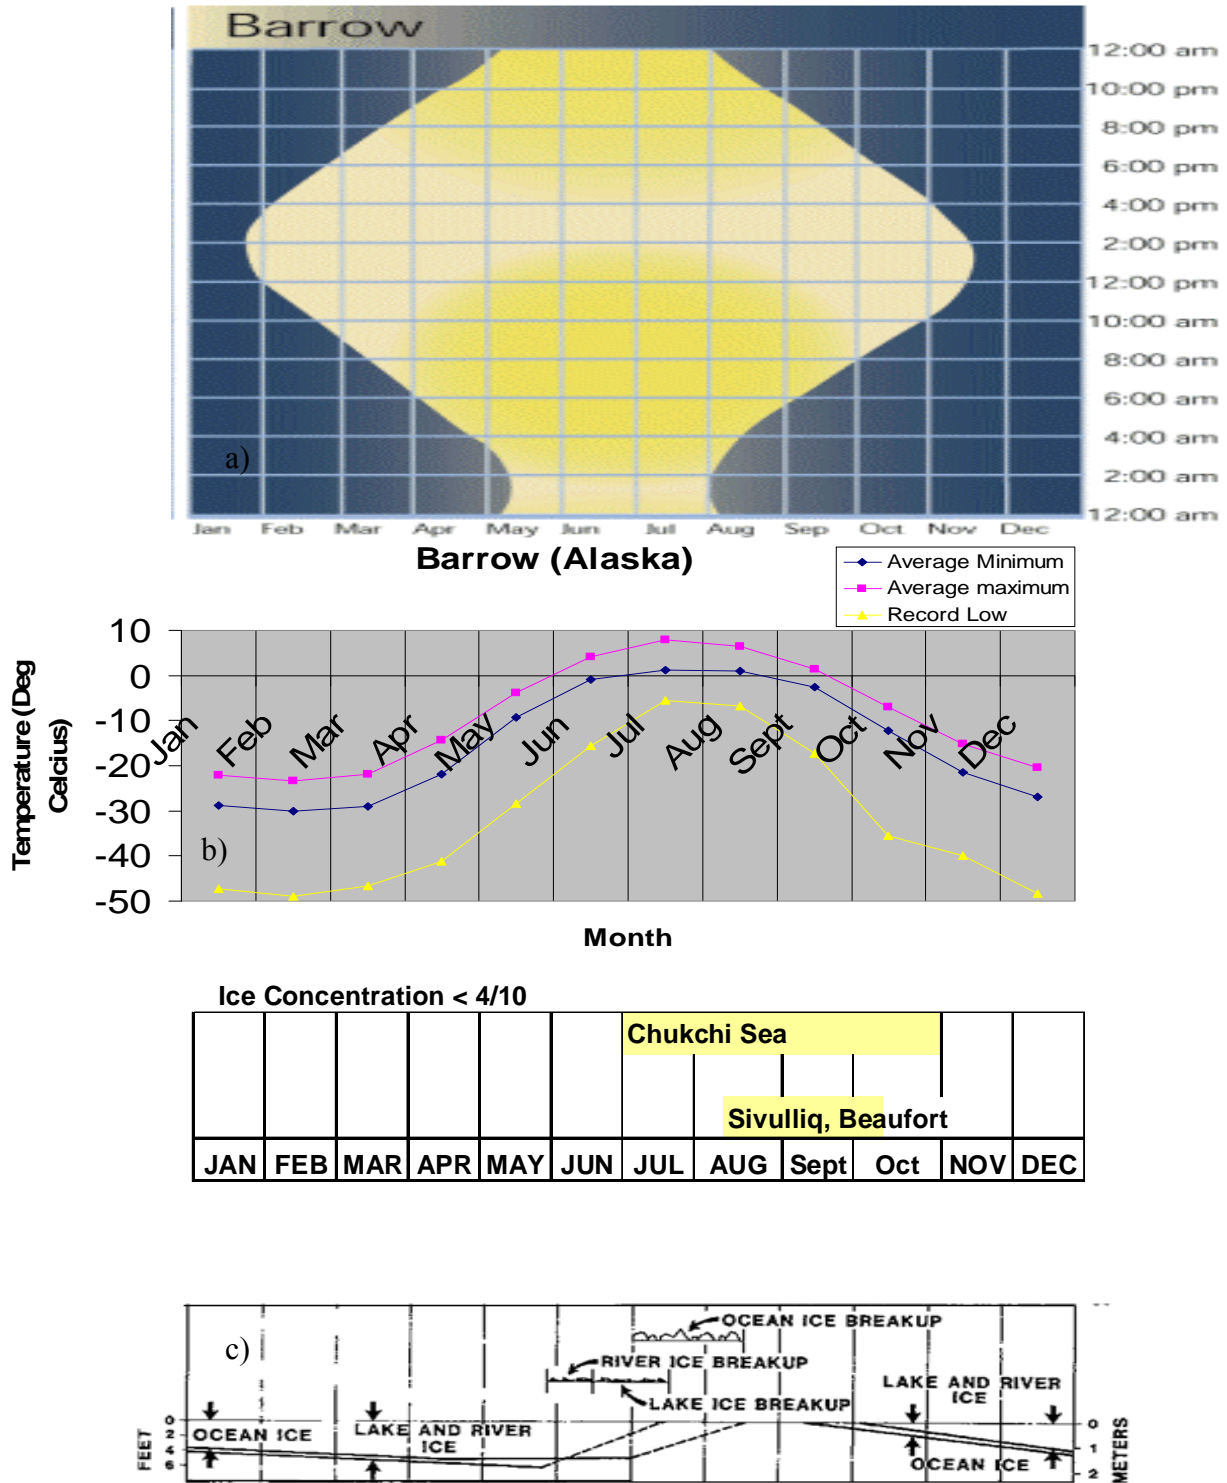 Barrow
12:00 am
10:00 pm
8:00 pm
6:00 pm
4:00 pm
2:00 pm
12:00 pm
10:00 am
8:00 am
6:00 am
4:00 am
2:00 am
12:00 am
a)
Jan Feb Mar Apr May Jun Jul Aug Sep Oct Nov Dec
Barrow (Alaska)
Average Minimum
Average maximum
Record Low
Temperature (Deg
Celcius)
10
0
-10
-20
-30
-40
-50
Jan Feb Mar Apr May Jun Jul Aug Sept Oct Nov Dec
b)
Month
Ice Concentration < 4/10
Chukchi Sea
Sivulliq, Beaufort
JAN FEB MAR APR MAY JUN JUL AUG Sept Oct NOV DEC
c)
OCEAN ICE BREAKUP
RIVER ICE BREAKUP
LAKE ICE BREAKUP
LAKE AND RIVER
ICE
OCEAN ICE
LAKE AND RIVER
ICE
OCEAN ICE
FEET
0
2
4
6
METERS
0
1
2